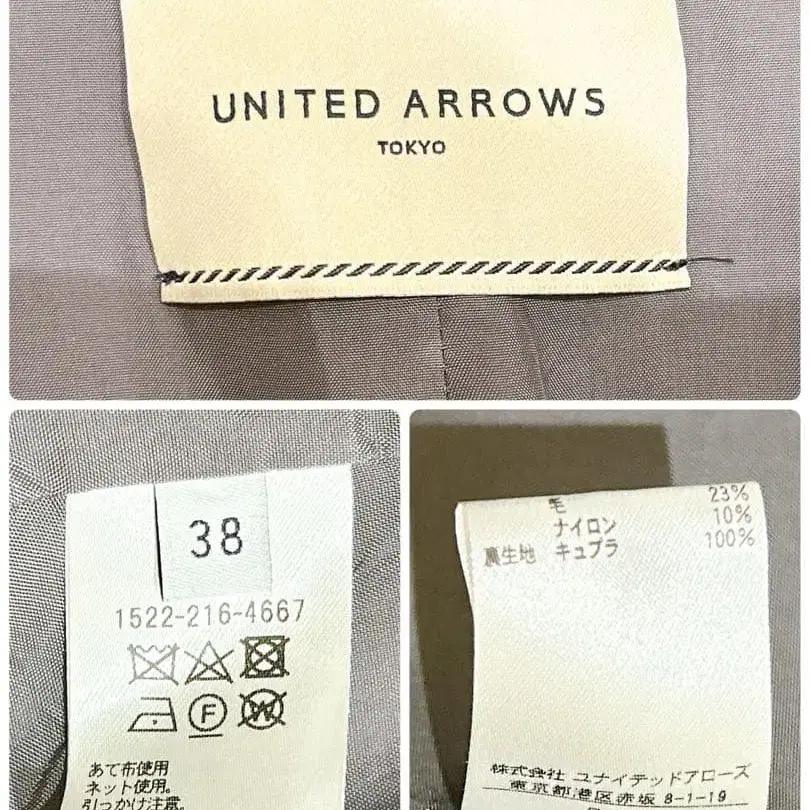 UNITED ARROWS
TOKYO
38
1522-216-4667
F
W
あて布使用
ネット使用。
引っかけ注意。
毛 23%
ナイロン 10%
裏生地 キュプラ 100%
株式会社 ユナイテッドアローズ
東京都港区赤坂 8-1-19